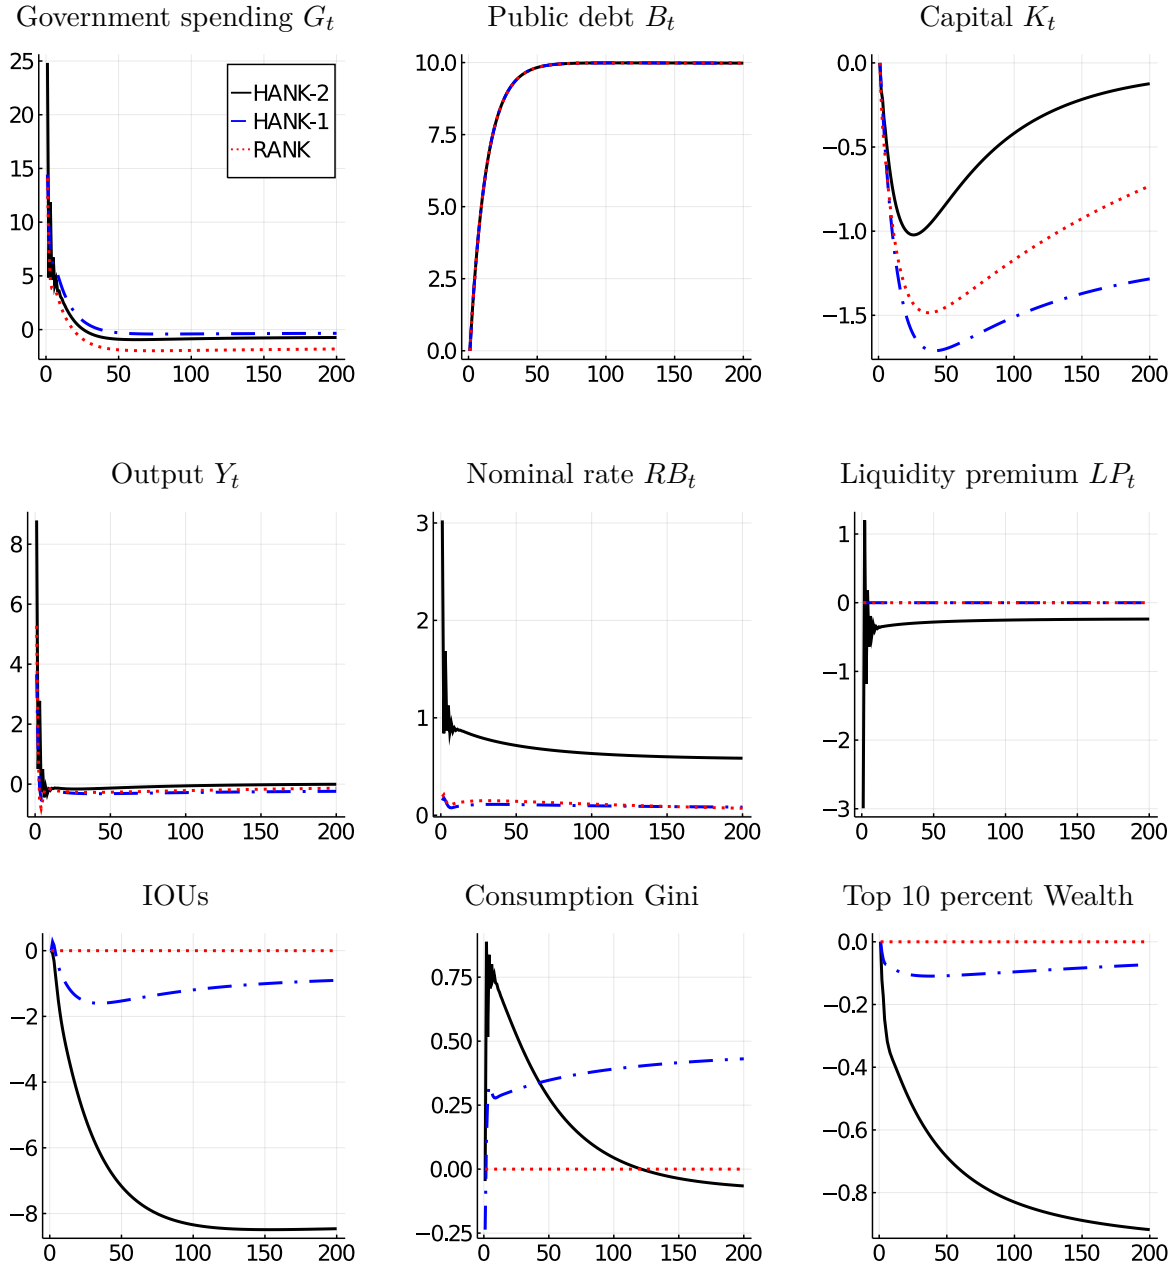 Government spending G_t
Public debt B_t
Capital K_t
25
20
15
10
5
0
HANK-2
HANK-1
RANK
0 50 100 150 200
10.0
7.5
5.0
2.5
0.0
0 50 100 150 200
0.0
−0.5
−1.0
−1.5
0 50 100 150 200
Output Y_t
Nominal rate RB_t
Liquidity premium LP_t
8
6
4
2
0
0 50 100 150 200
3
2
1
0
0 50 100 150 200
1
0
−1
−2
−3
0 50 100 150 200
IOUs
Consumption Gini
Top 10 percent Wealth
0
−2
−4
−6
−8
0 50 100 150 200
0.75
0.50
0.25
0.00
−0.25
0 50 100 150 200
0.0
−0.2
−0.4
−0.6
−0.8
0 50 100 150 200